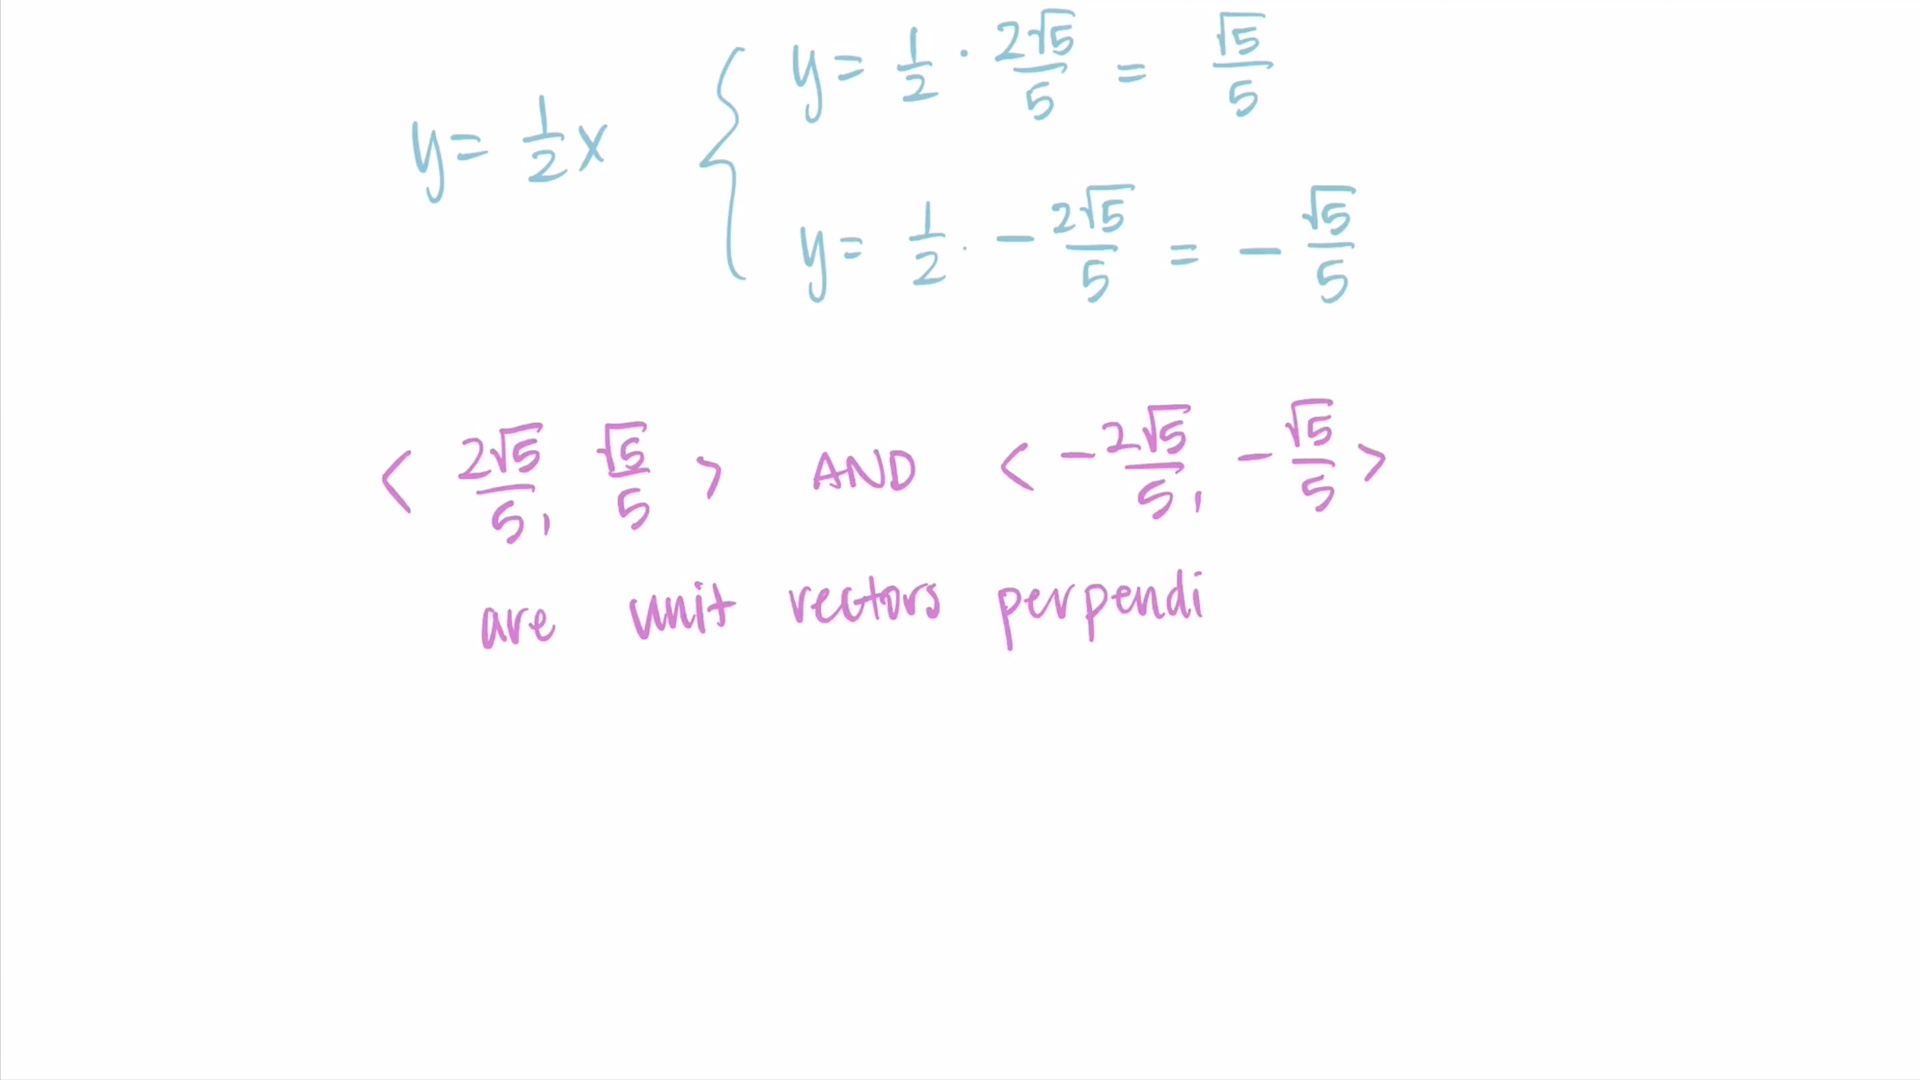 y = 1/2 · 2√5/5 = √5/5
y = 1/2 x
y = 1/2 · - 2√5/5 = - √5/5
< 2√5/5, √5/5 > AND < - 2√5/5, - √5/5 >
are unit vectors perpendi